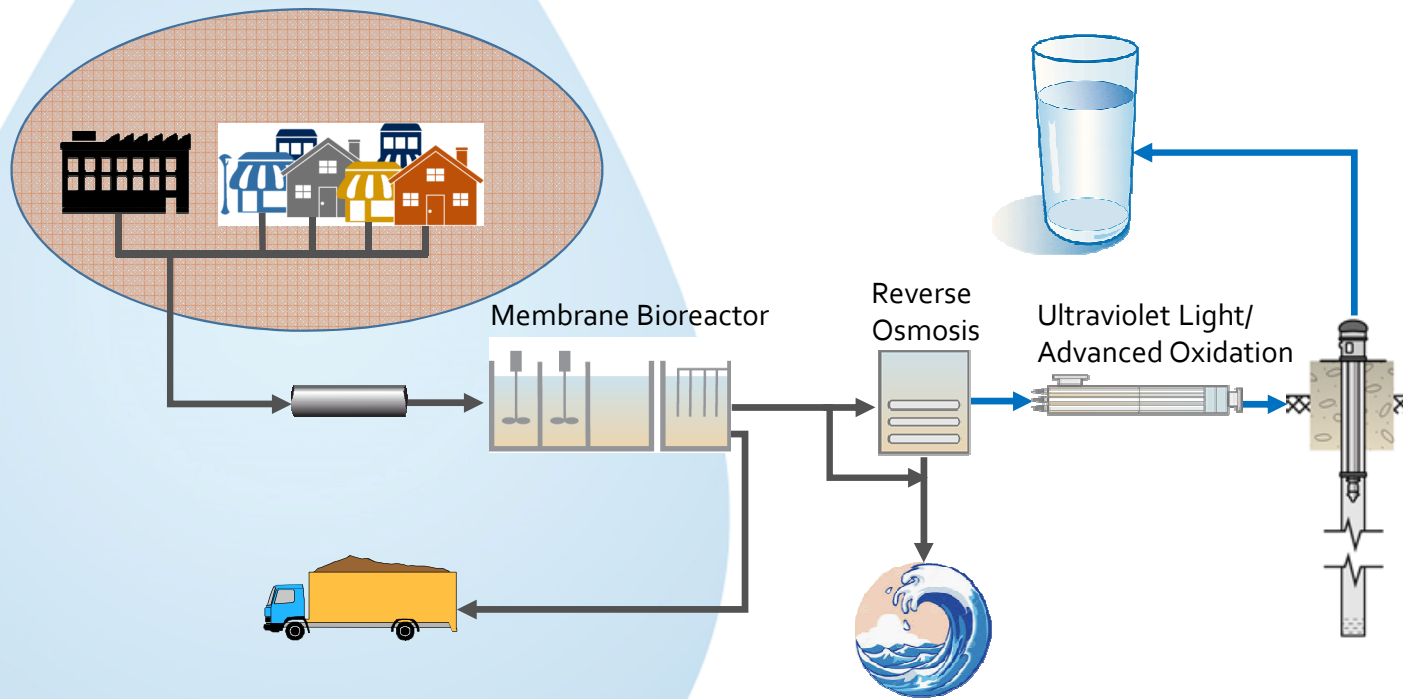 Membrane Bioreactor
Reverse
Osmosis
Ultraviolet Light/
Advanced Oxidation